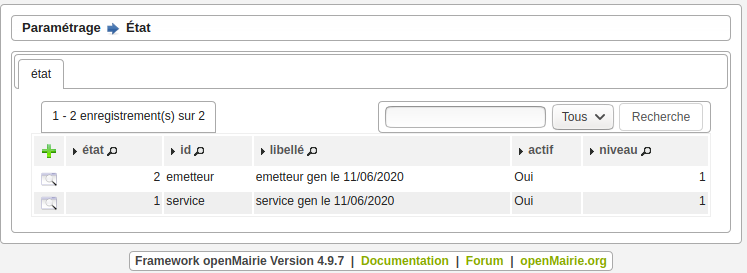 Paramétrage État
état
1 - 2 enregistrement(s) sur 2
Tous Recherche
état id libellé actif niveau
2 emetteur emetteur gen le 11/06/2020 Oui 1
1 service service gen le 11/06/2020 Oui 1
Framework openMairie Version 4.9.7 | Documentation | Forum | openMairie.org